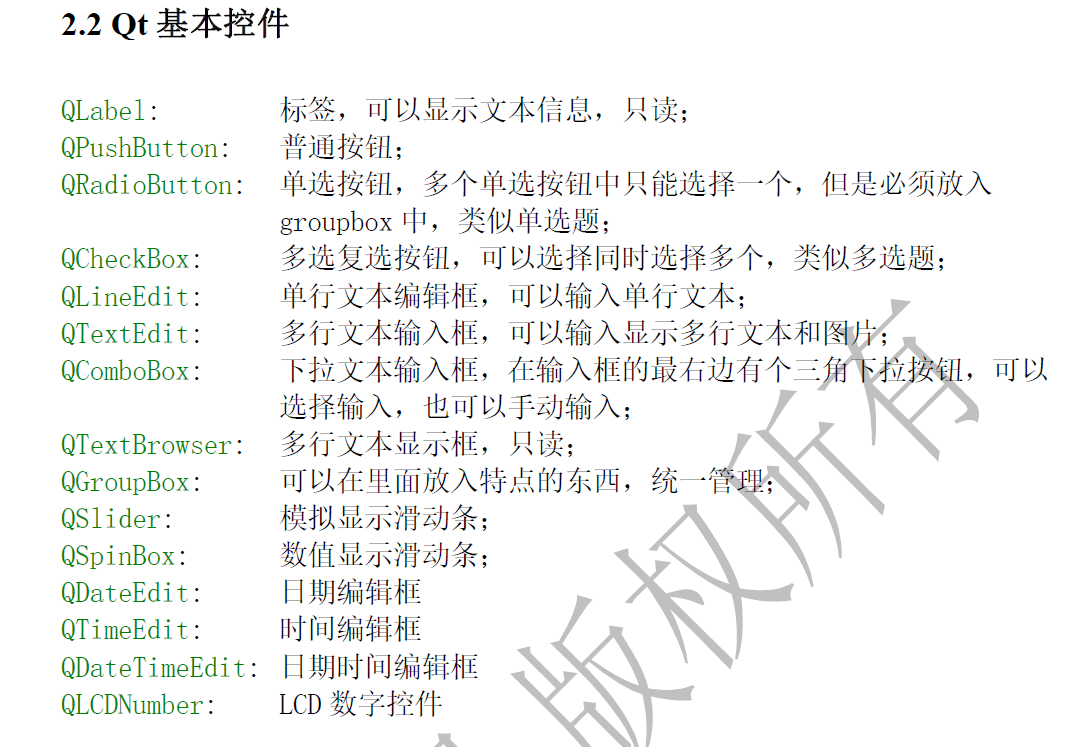 2.2 Qt 基本控件
QLabel: 标签，可以显示文本信息，只读；
QPushButton: 普通按钮；
QRadioButton: 单选按钮，多个单选按钮中只能选择一个，但是必须放入
groupbox 中，类似单选题；
QCheckBox: 多选复选按钮，可以选择同时选择多个，类似多选题；
QLineEdit: 单行文本编辑框，可以输入单行文本；
QTextEdit: 多行文本输入框，可以输入显示多行文本和图片；
QComboBox: 下拉文本输入框，在输入框的最右边有个三角下拉按钮，可以
选择输入，也可以手动输入；
QTextBrowser: 多行文本显示框，只读；
QGroupBox: 可以在里面放入特点的东西，统一管理；
QSlider: 模拟显示滑动条；
QSpinBox: 数值显示滑动条；
QDateEdit: 日期编辑框
QTimeEdit: 时间编辑框
QDateTimeEdit: 日期时间编辑框
QLCDNumber: LCD 数字控件
版权所有